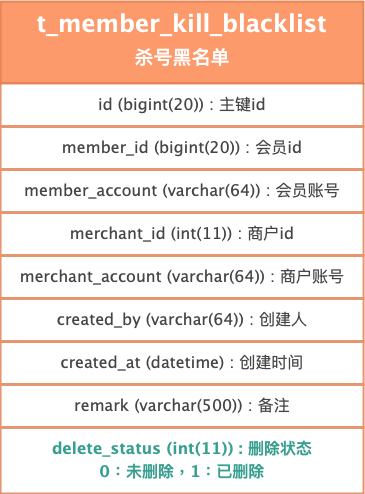 t_member_kill_blacklist
杀号黑名单
id (bigint(20)) : 主键id
member_id (bigint(20)) : 会员id
member_account (varchar(64)) : 会员账号
merchant_id (int(11)) : 商户id
merchant_account (varchar(64)) : 商户账号
created_by (varchar(64)) : 创建人
created_at (datetime) : 创建时间
remark (varchar(500)) : 备注
delete_status (int(11)) : 删除状态
0：未删除，1：已删除